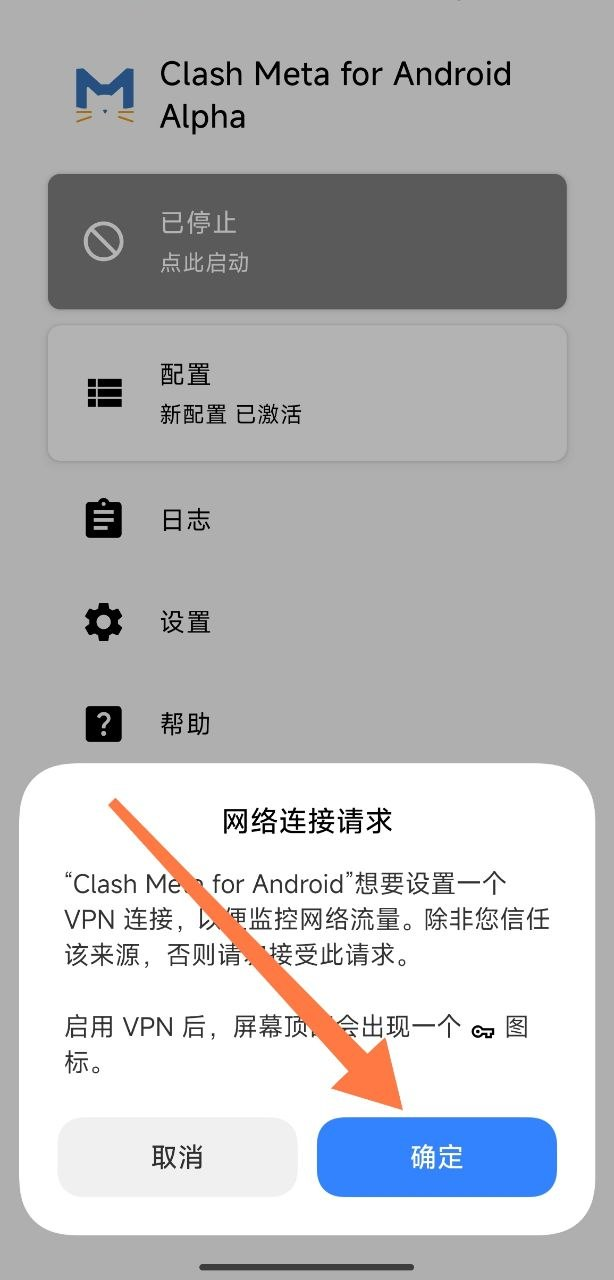 Clash Meta for Android
Alpha
已停止
点此启动
配置
新配置 已激活
日志
设置
帮助
网络连接请求
“Clash Meta for Android”想要设置一个
VPN 连接，以便监控网络流量。除非您信任
该来源，否则请勿接受此请求。
启用 VPN 后，屏幕顶部会出现一个 图
标。
取消
确定